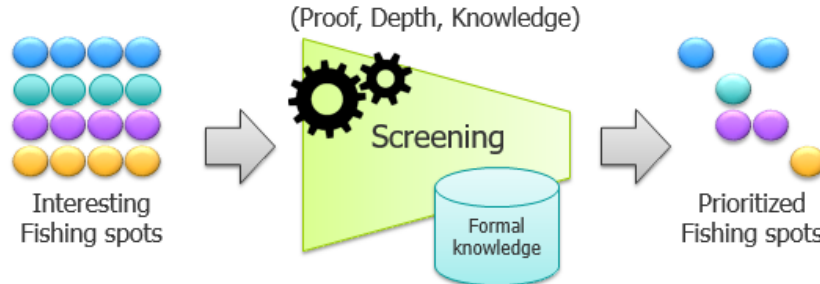 (Proof, Depth, Knowledge)
Screening
Formal
knowledge
Interesting
Fishing spots
Prioritized
Fishing spots